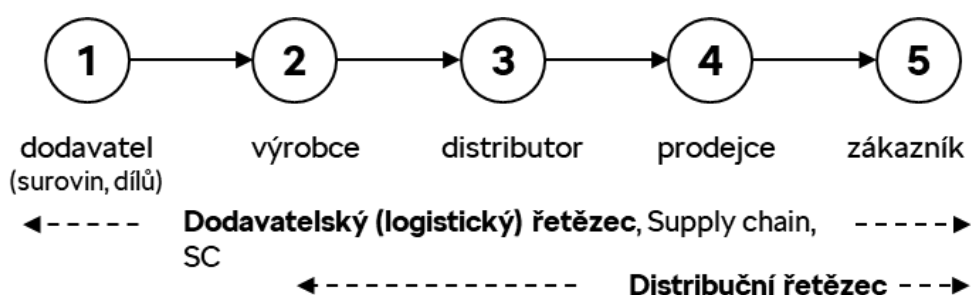 1 2 3 4 5
dodavatel výrobce distributor prodejce zákazník
(surovin, dílů)
Dodavatelský (logistický) řetězec, Supply chain,
SC
Distribuční řetězec